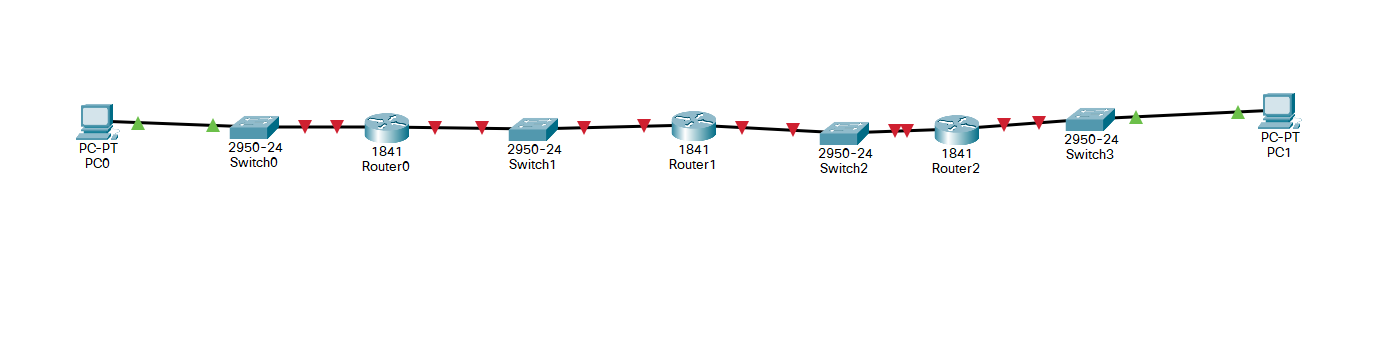 PC-PT
PC0
2950-24
Switch0
1841
Router0
2950-24
Switch1
1841
Router1
2950-24
Switch2
1841
Router2
2950-24
Switch3
PC-PT
PC1